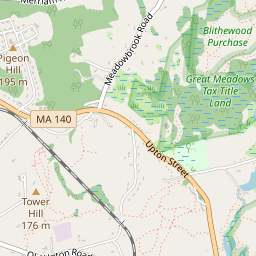 Meadowbrook Road
Blithewood
Purchase
Pigeon
Hill
195 m
Great Meadows
Tax Title
Land
MA 140
Upton Street
Tower
Hill
176 m